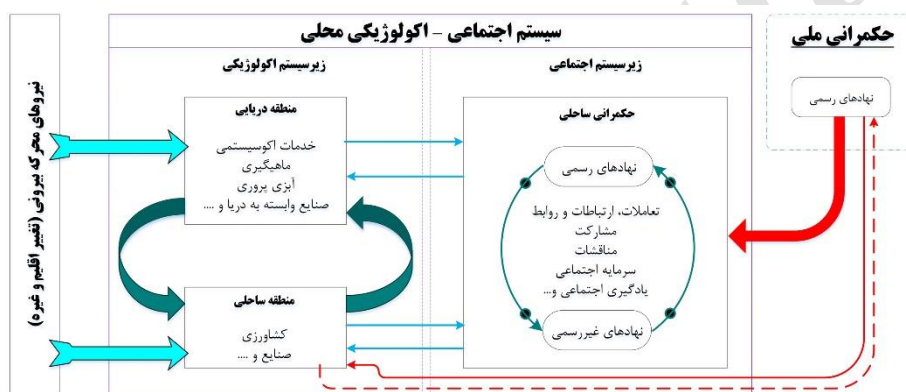 سیستم اجتماعی – اکولوژیکی محلی
حکمرانی ملی
نهادهای رسمی
زیرسیستم اجتماعی
زیرسیستم اکولوژیکی
حکمرانی ساحلی
نهادهای رسمی
تعاملات، ارتباطات و روابط
مشارکت
مناقشات
سرمایه اجتماعی
یادگیری اجتماعی و...
نهادهای غیررسمی
منطقه دریایی
خدمات اکوسیستمی
ماهیگیری
آبزی پروری
صنایع وابسته به دریا و ....
منطقه ساحلی
کشاورزی
صنایع و ....
نیروهای محرکه بیرونی (تغییر اقلیم و غیره)